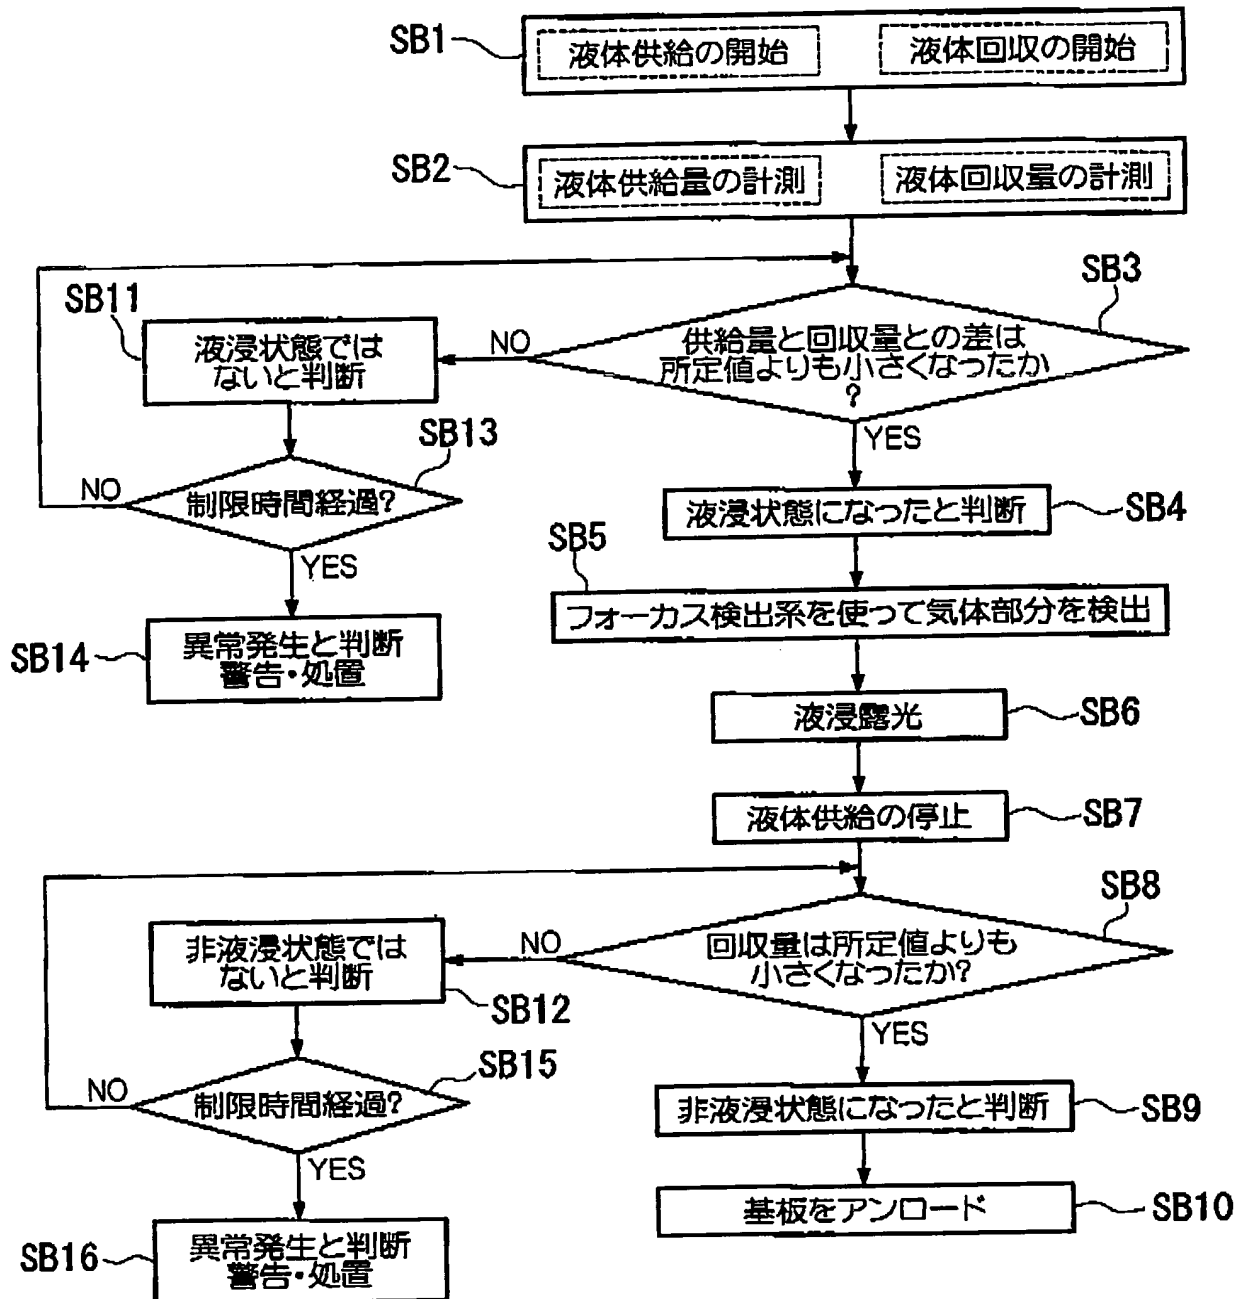 SB1
液体供給の開始
液体回収の開始
SB2
液体供給量の計測
液体回収量の計測
SB3
供給量と回収量との差は
所定値よりも小さくなったか
?
NO
YES
SB11
液浸状態では
ないと判断
SB13
制限時間経過?
NO
YES
SB14
異常発生と判断
警告・処置
SB4
液浸状態になったと判断
SB5
フォーカス検出系を使って気体部分を検出
SB6
液浸露光
SB7
液体供給の停止
SB8
回収量は所定値よりも
小さくなったか?
NO
YES
SB12
非液浸状態では
ないと判断
SB15
制限時間経過?
NO
YES
SB16
異常発生と判断
警告・処置
SB9
非液浸状態になったと判断
SB10
基板をアンロード